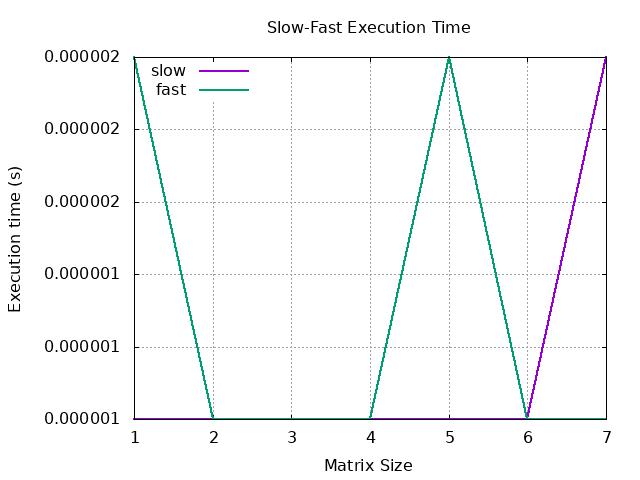 Slow-Fast Execution Time
slow
fast
0.000002
0.000002
0.000002
0.000001
0.000001
0.000001
Execution time (s)
1 2 3 4 5 6 7
Matrix Size